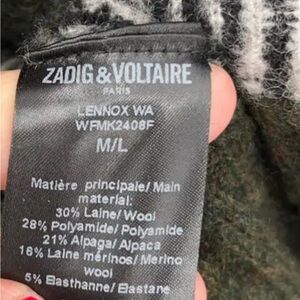 ZADIG & VOLTAIRE
PARIS
LENNOX WA
WFMK2408F
M/L
Matière principale/Main
material:
30% Laine/Wool
28% Polyamide/Polyamide
21% Alpaga/Alpaca
16% Laine mérinos/Merino
wool
5% Elasthanne/Elastane